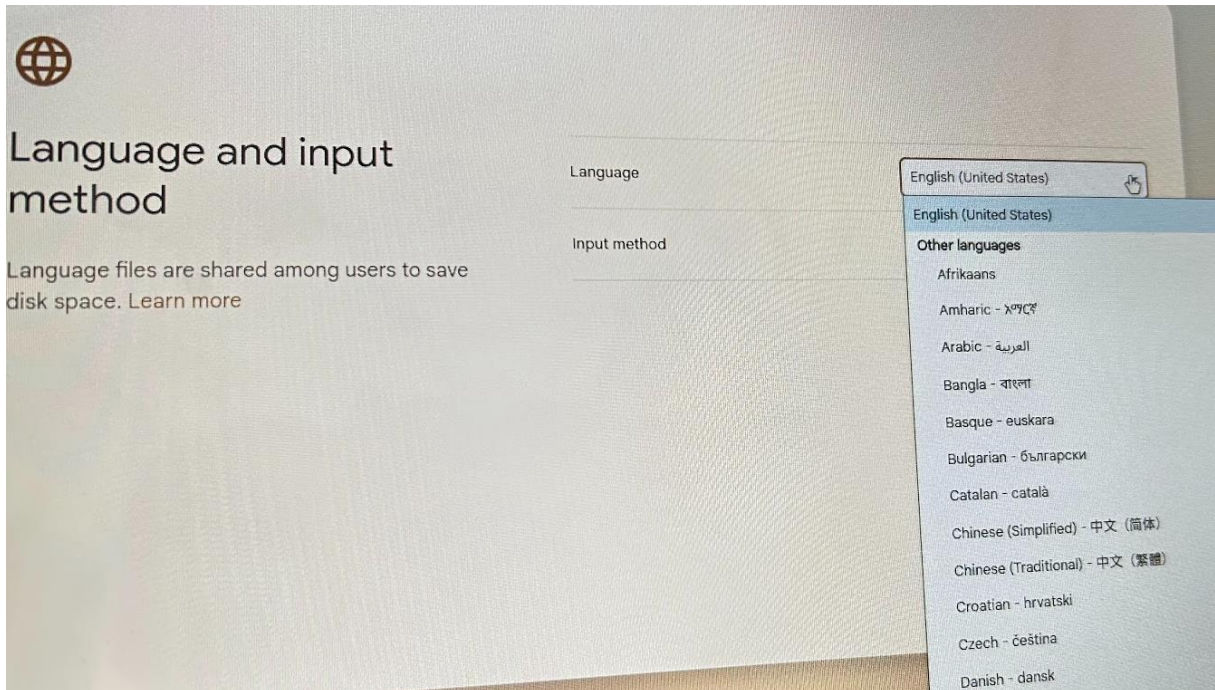 Language and input
method
Language files are shared among users to save
disk space. Learn more
Language
English (United States)
Input method
English (United States)
Other languages
Afrikaans
Amharic - አማርኛ
Arabic - العربية
Bangla - বাংলা
Basque - euskara
Bulgarian - български
Catalan - català
Chinese (Simplified) - 中文（简体）
Chinese (Traditional) - 中文（繁體）
Croatian - hrvatski
Czech - čeština
Danish - dansk